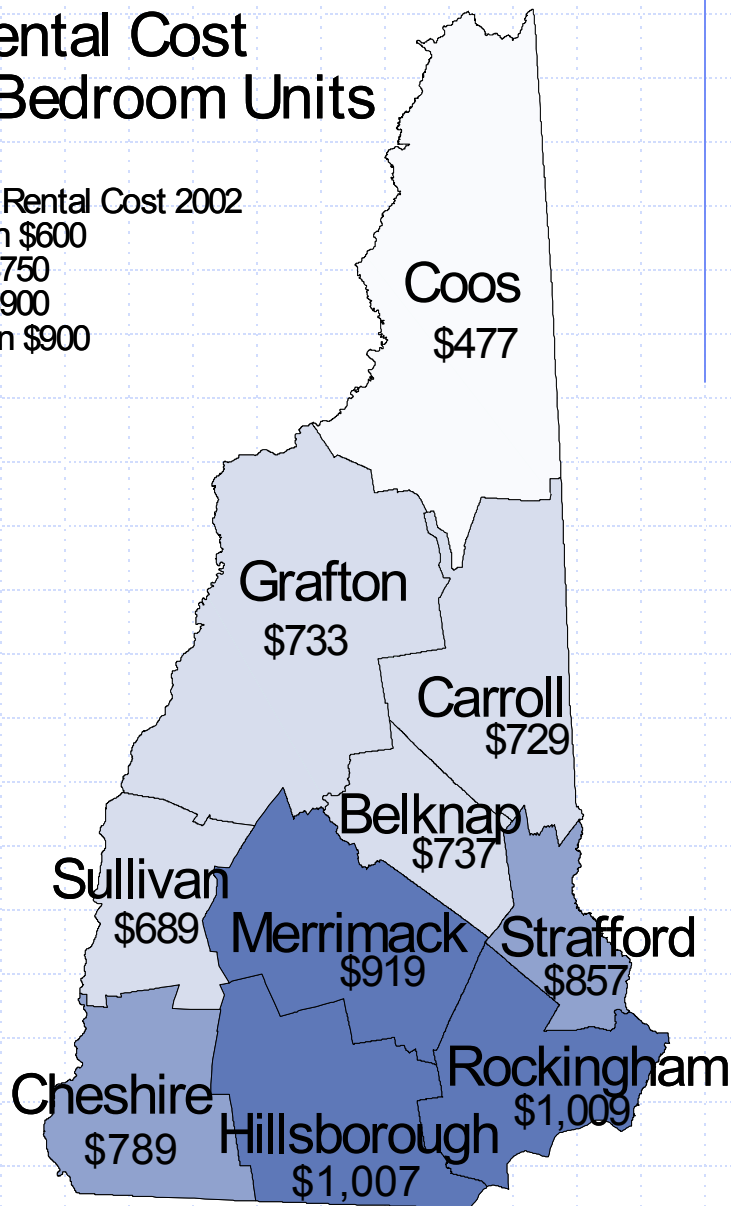 ental Cost
Bedroom Units
Rental Cost 2002
n $600
750
900
n $900
Coos
$477
Grafton
$733
Carroll
$729
Belknap
$737
Sullivan
$689
Merrimack
$919
Strafford
$857
Rockingham
$1,009
Cheshire
$789
Hillsborough
$1,007